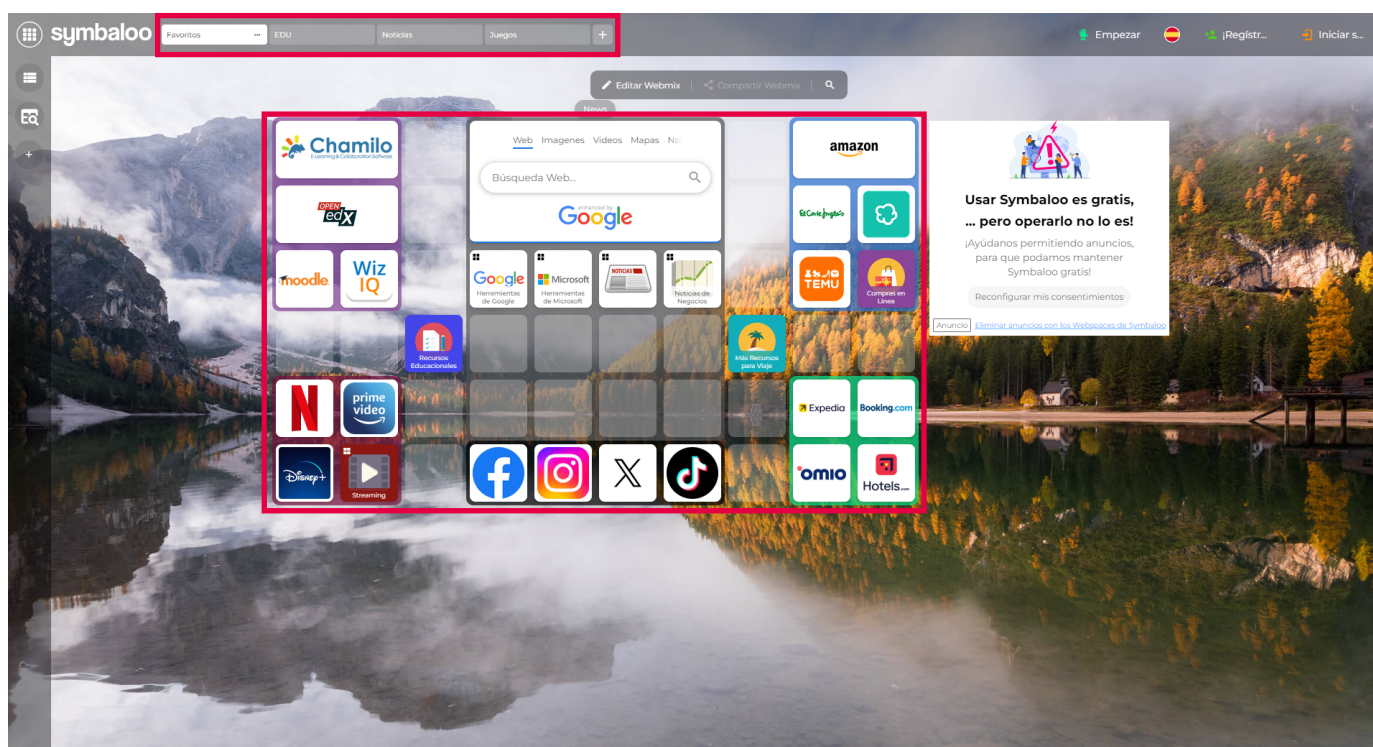 symbaloo
Favoritos ... EDU Noticias Juegos +
Empezar ¡Regístr... Iniciar s...
Editar Webmix Compartir Webmix
News
Chamilo
E-Learning & Collaboration Software
Web Imagenes Videos Mapas No
Búsqueda Web...
enhanced by
Google
amazon
OPEN
edX
El Corte Inglés
moodle
Wiz
IQ
Google
Herramientas
de Google
Microsoft
Herramientas
de Microsoft
NOTICIAS
Noticias de
Negocios
TEMU
Compras en
Línea
Recursos
Educacionales
Más Recursos
para Viaje
N
prime
video
Expedia
Booking.com
Disney+
Streaming
omio
Hotels.com
Usar Symbaloo es gratis,
... pero operarlo no lo es!
¡Ayúdanos permitiendo anuncios,
para que podamos mantener
Symbaloo gratis!
Reconfigurar mis consentimientos
Anuncio Eliminar anuncios con los Webspaces de Symbaloo